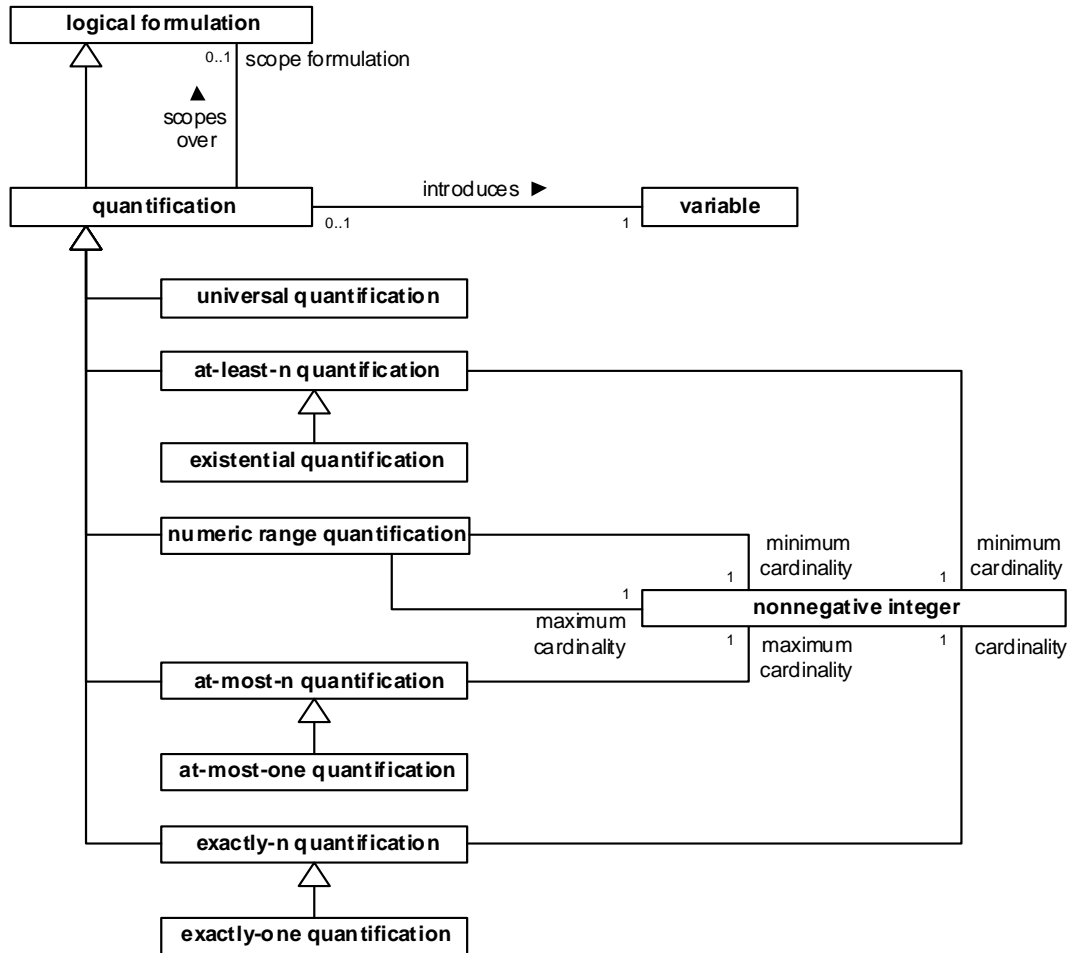 logical formulation
0..1 scope formulation
▲
scopes
over
quantification
introduces ►
0..1
1
variable
universal quantification
at-least-n quantification
existential quantification
numeric range quantification
minimum
cardinality
1
minimum
cardinality
1
1
maximum
cardinality
nonnegative integer
1
maximum
cardinality
1
cardinality
at-most-n quantification
at-most-one quantification
exactly-n quantification
exactly-one quantification